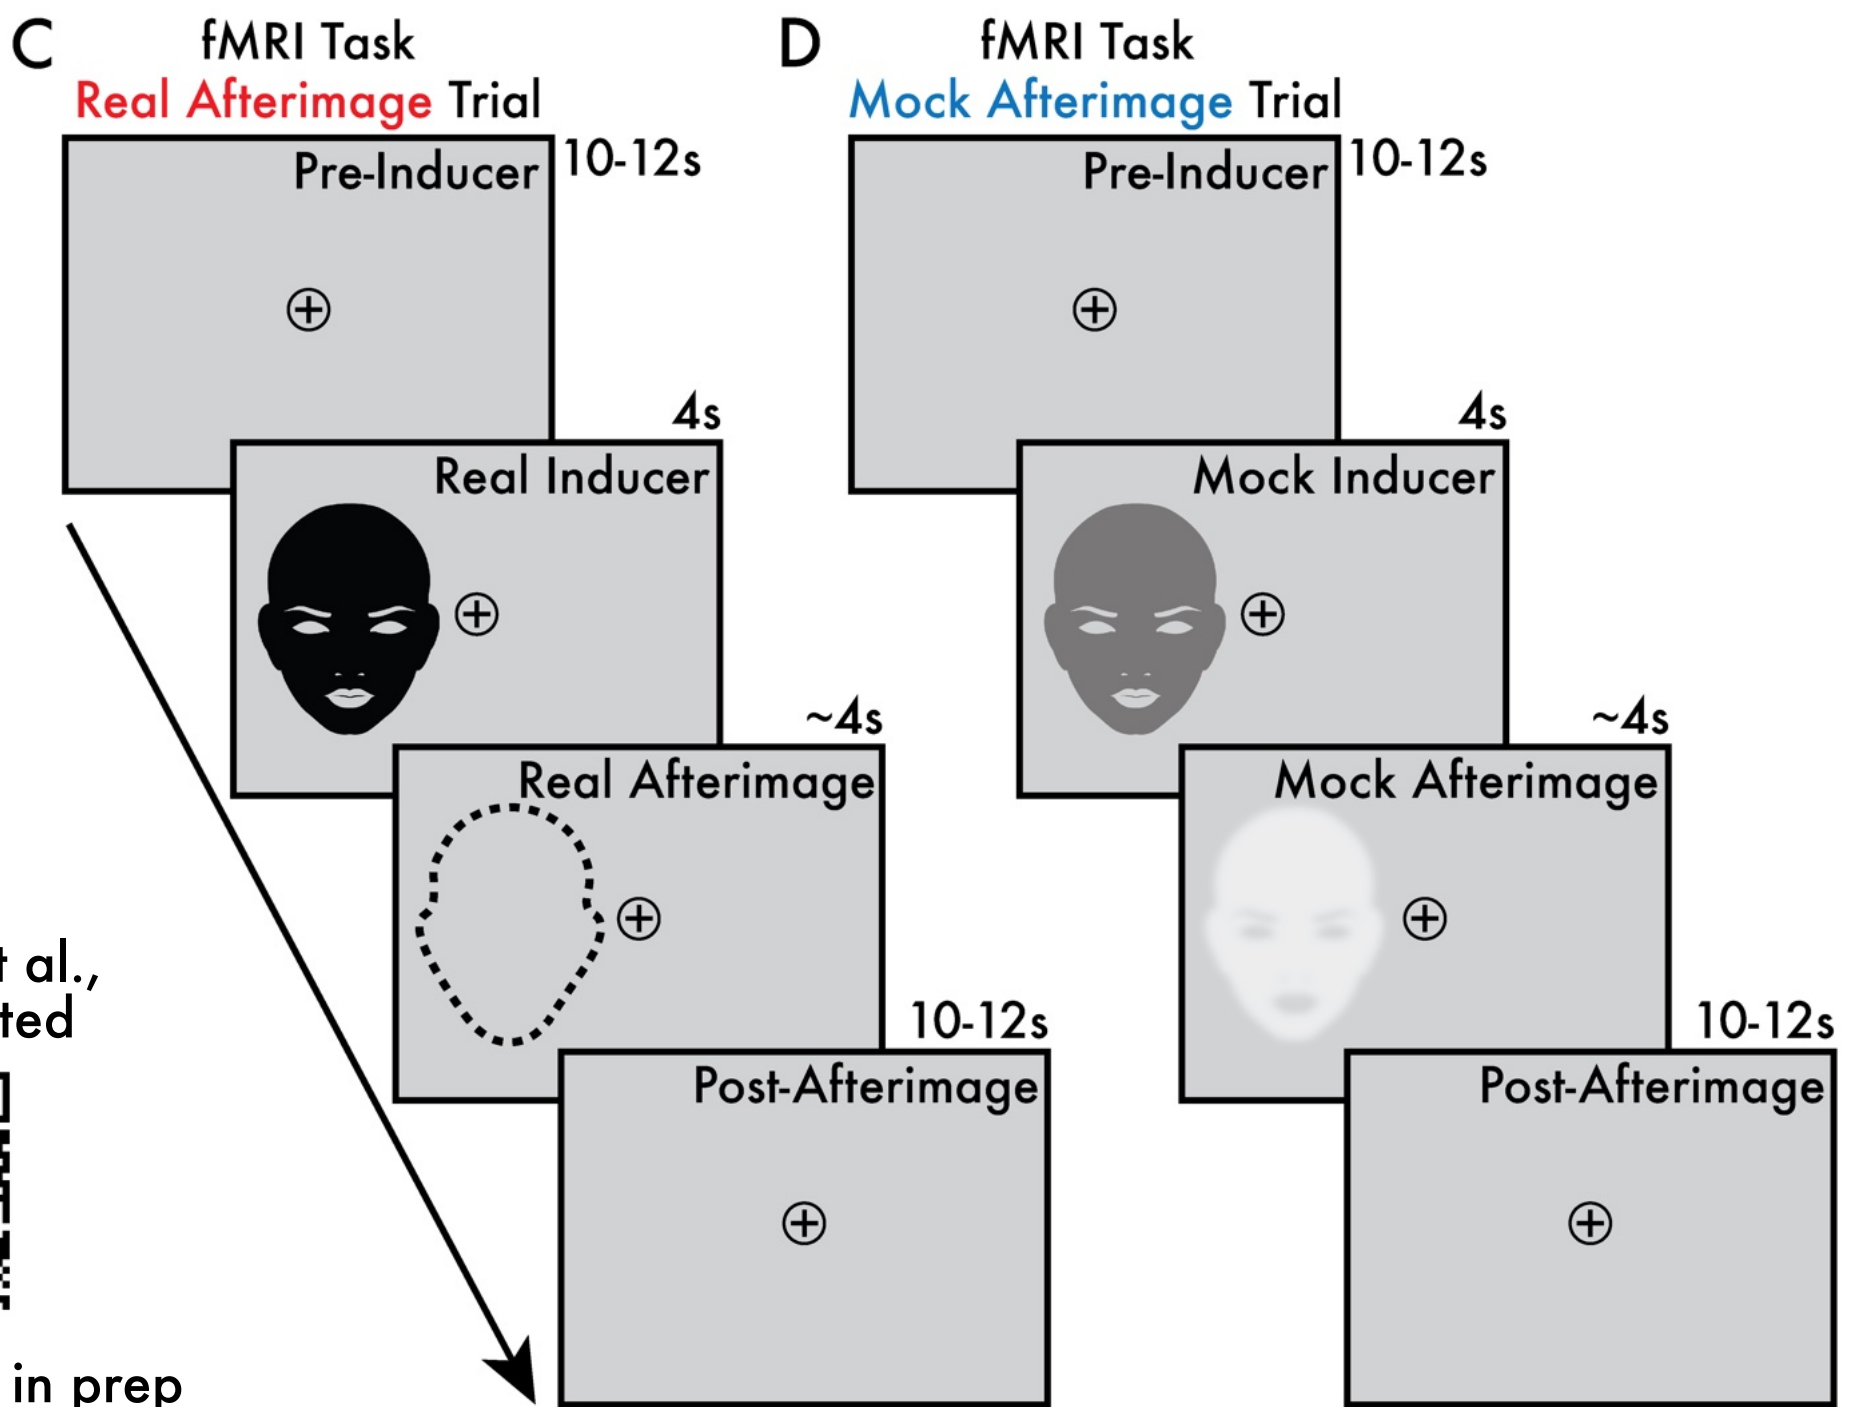 C
fMRI Task
Real Afterimage Trial
Pre-Inducer
10-12s
4s
Real Inducer
~4s
Real Afterimage
10-12s
Post-Afterimage
D
fMRI Task
Mock Afterimage Trial
Pre-Inducer
10-12s
4s
Mock Inducer
~4s
Mock Afterimage
10-12s
Post-Afterimage
al.,
in prep